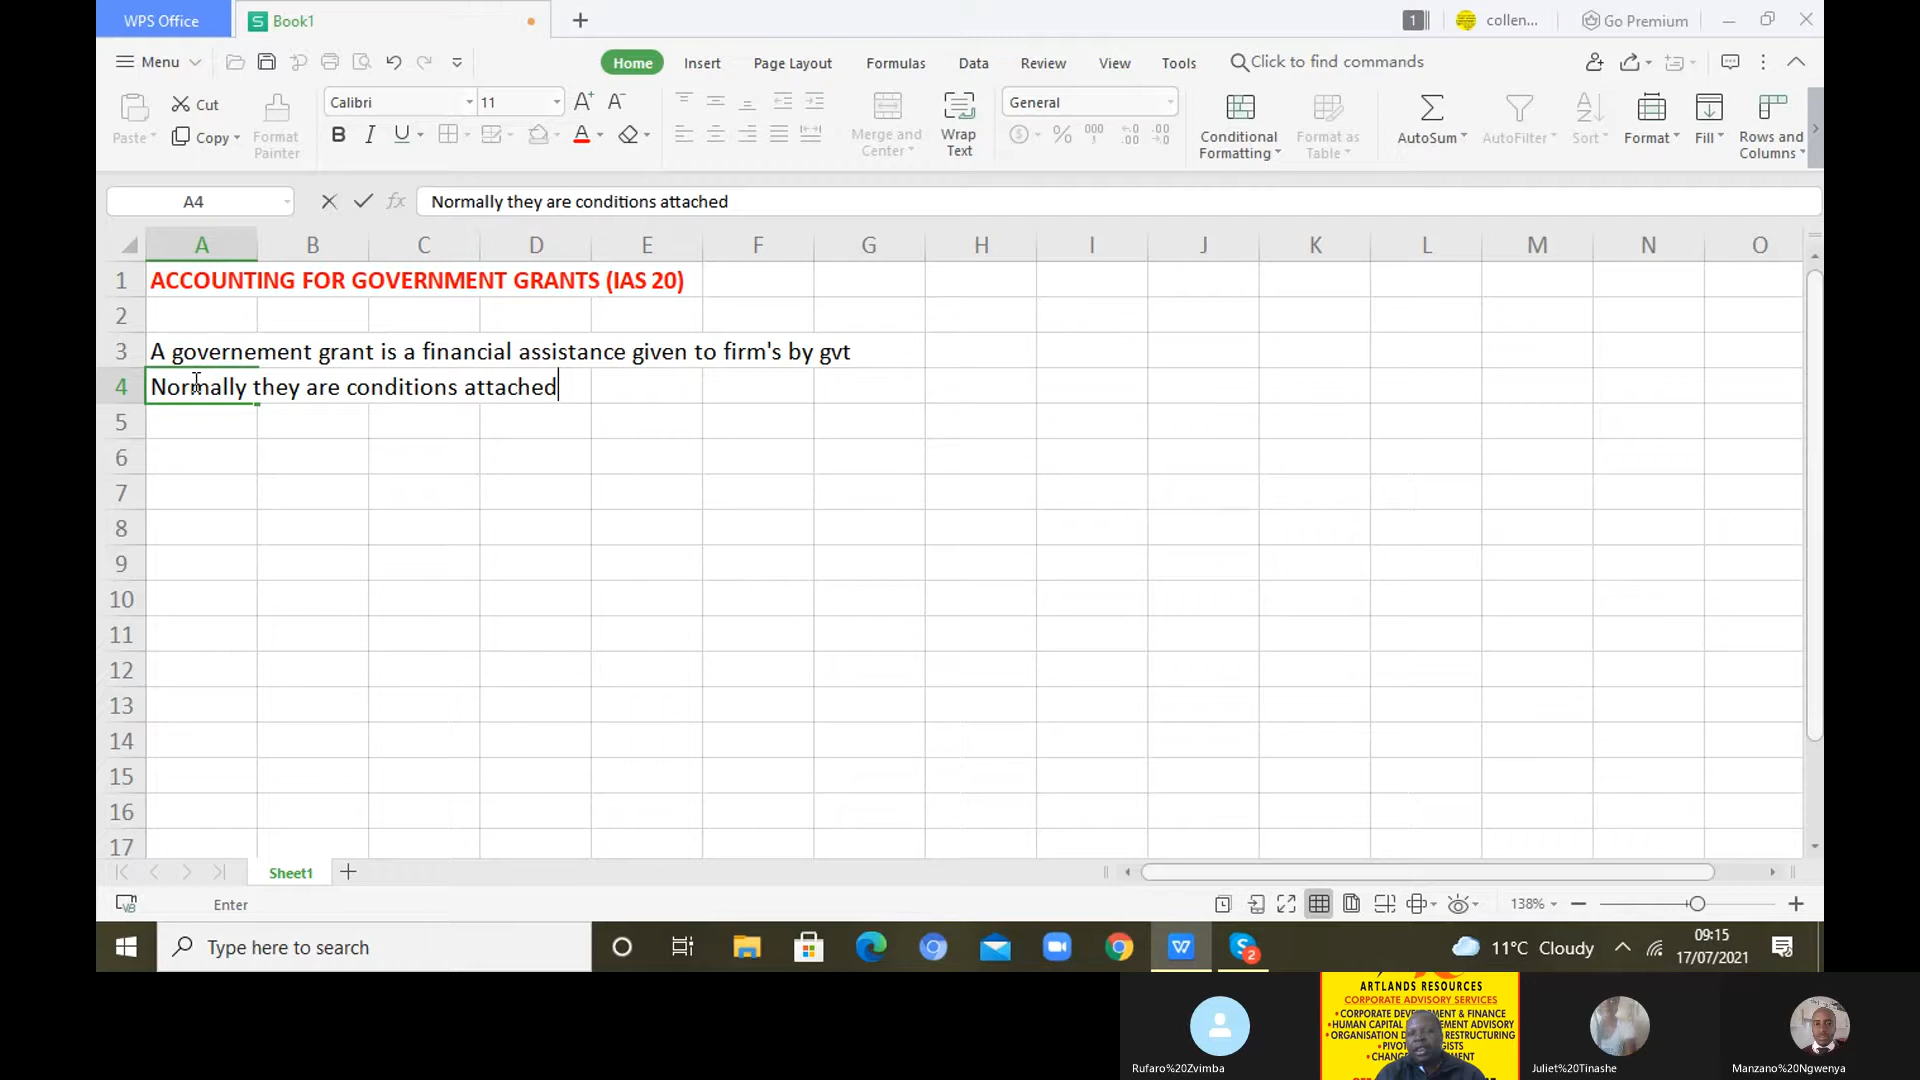 WPS Office
Book1
1
collen...
Go Premium
Menu
Home
Insert
Page Layout
Formulas
Data
Review
View
Tools
Click to find commands
Paste
Cut
Copy
Format
Painter
Calibri
11
Merge and
Center
Wrap
Text
General
Conditional
Formatting
Format as
Table
AutoSum
AutoFilter
Sort
Format
Fill
Rows and
Columns
A4
Normally they are conditions attached
A B C D E F G H I J K L M N O
1 ACCOUNTING FOR GOVERNMENT GRANTS (IAS 20)
2
3 A governement grant is a financial assistance given to firm's by gvt
4 Normally they are conditions attached
5
6
7
8
9
10
11
12
13
14
15
16
17
Sheet1
Enter
138%
Type here to search
2
11°C Cloudy
09:15
17/07/2021
ARTLANDS RESOURCES
CORPORATE ADVISORY SERVICES
Rufaro%20Zvimba
Juliet%20Tinashe
Manzano%20Ngwenya